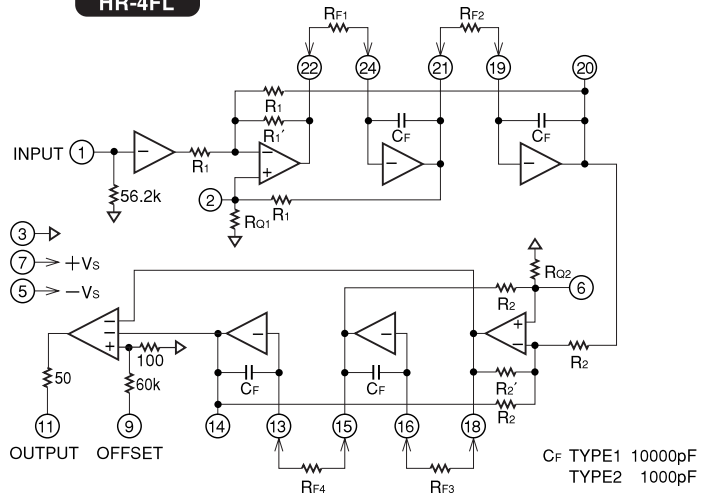 HR-4FL
RF1
RF2
22
24
21
19
20
R1
R1′
CF
CF
INPUT 1
R1
56.2k
2
RQ1
R1
3
7 +VS
5 −VS
RQ2
R2
6
R2
100
50
60k
CF
CF
R2′
R2
11
9
14
13
15
16
18
OUTPUT OFFSET
RF4
RF3
CF TYPE1 10000pF
TYPE2 1000pF